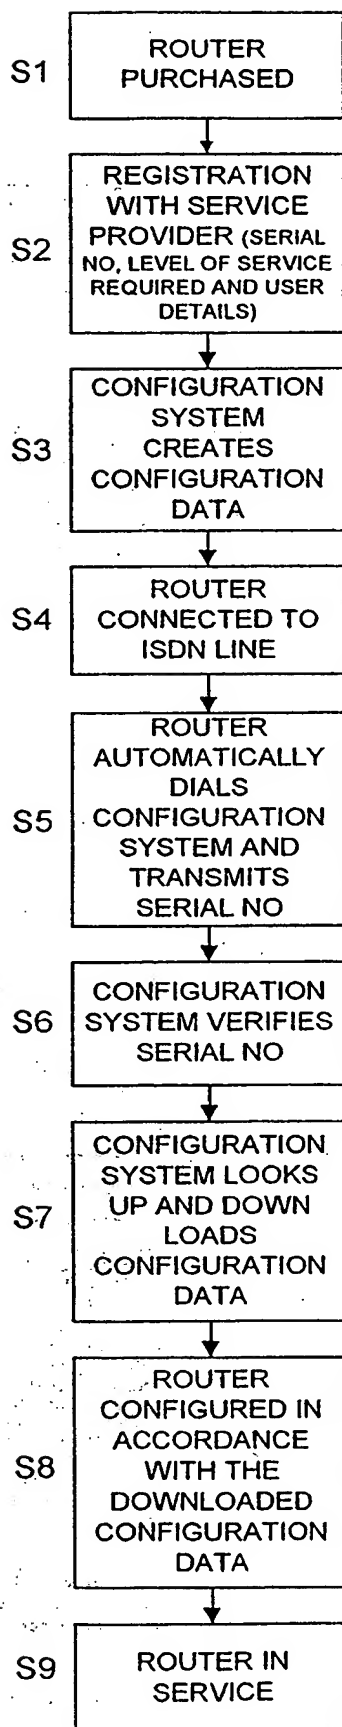 S1
ROUTER
PURCHASED
S2
REGISTRATION
WITH SERVICE
PROVIDER (SERIAL
NO, LEVEL OF SERVICE
REQUIRED AND USER
DETAILS)
S3
CONFIGURATION
SYSTEM
CREATES
CONFIGURATION
DATA
S4
ROUTER
CONNECTED TO
ISDN LINE
S5
ROUTER
AUTOMATICALLY
DIALS
CONFIGURATION
SYSTEM AND
TRANSMITS
SERIAL NO
S6
CONFIGURATION
SYSTEM VERIFIES
SERIAL NO
S7
CONFIGURATION
SYSTEM LOOKS
UP AND DOWN
LOADS
CONFIGURATION
DATA
S8
ROUTER
CONFIGURED IN
ACCORDANCE
WITH THE
DOWNLOADED
CONFIGURATION
DATA
S9
ROUTER IN
SERVICE